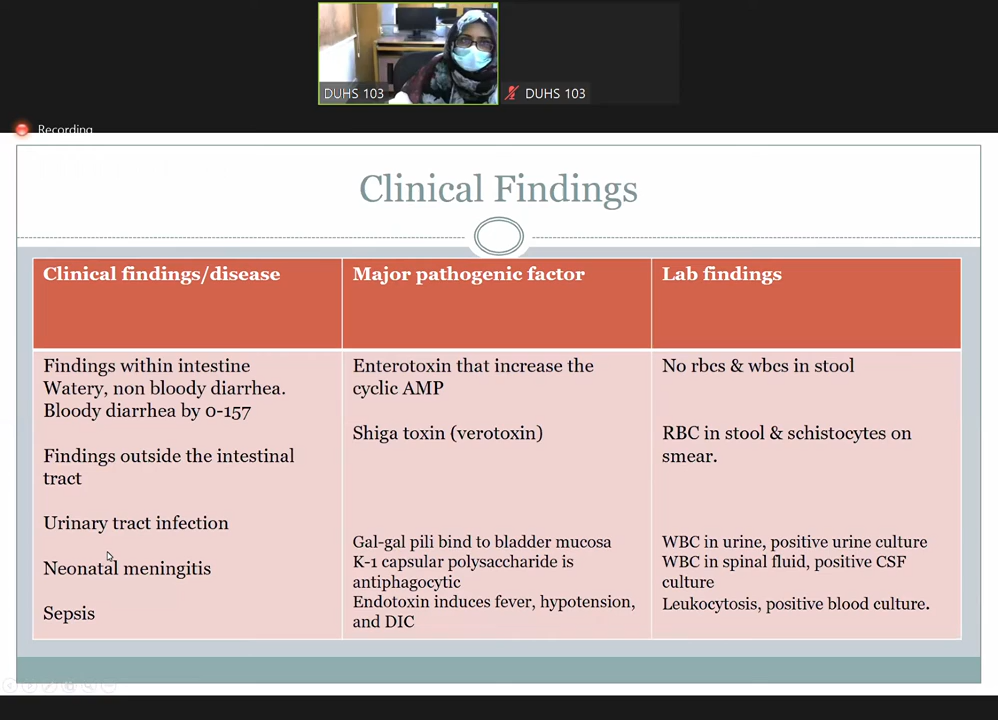 DUHS 103
DUHS 103
Recording
Clinical Findings
Clinical findings/disease
Major pathogenic factor
Lab findings
Findings within intestine
Watery, non bloody diarrhea.
Bloody diarrhea by 0-157
Findings outside the intestinal
tract
Urinary tract infection
Neonatal meningitis
Sepsis
Enterotoxin that increase the
cyclic AMP
Shiga toxin (verotoxin)
Gal-gal pili bind to bladder mucosa
K-1 capsular polysaccharide is
antiphagocytic
Endotoxin induces fever, hypotension,
and DIC
No rbcs & wbcs in stool
RBC in stool & schistocytes on
smear.
WBC in urine, positive urine culture
WBC in spinal fluid, positive CSF
culture
Leukocytosis, positive blood culture.